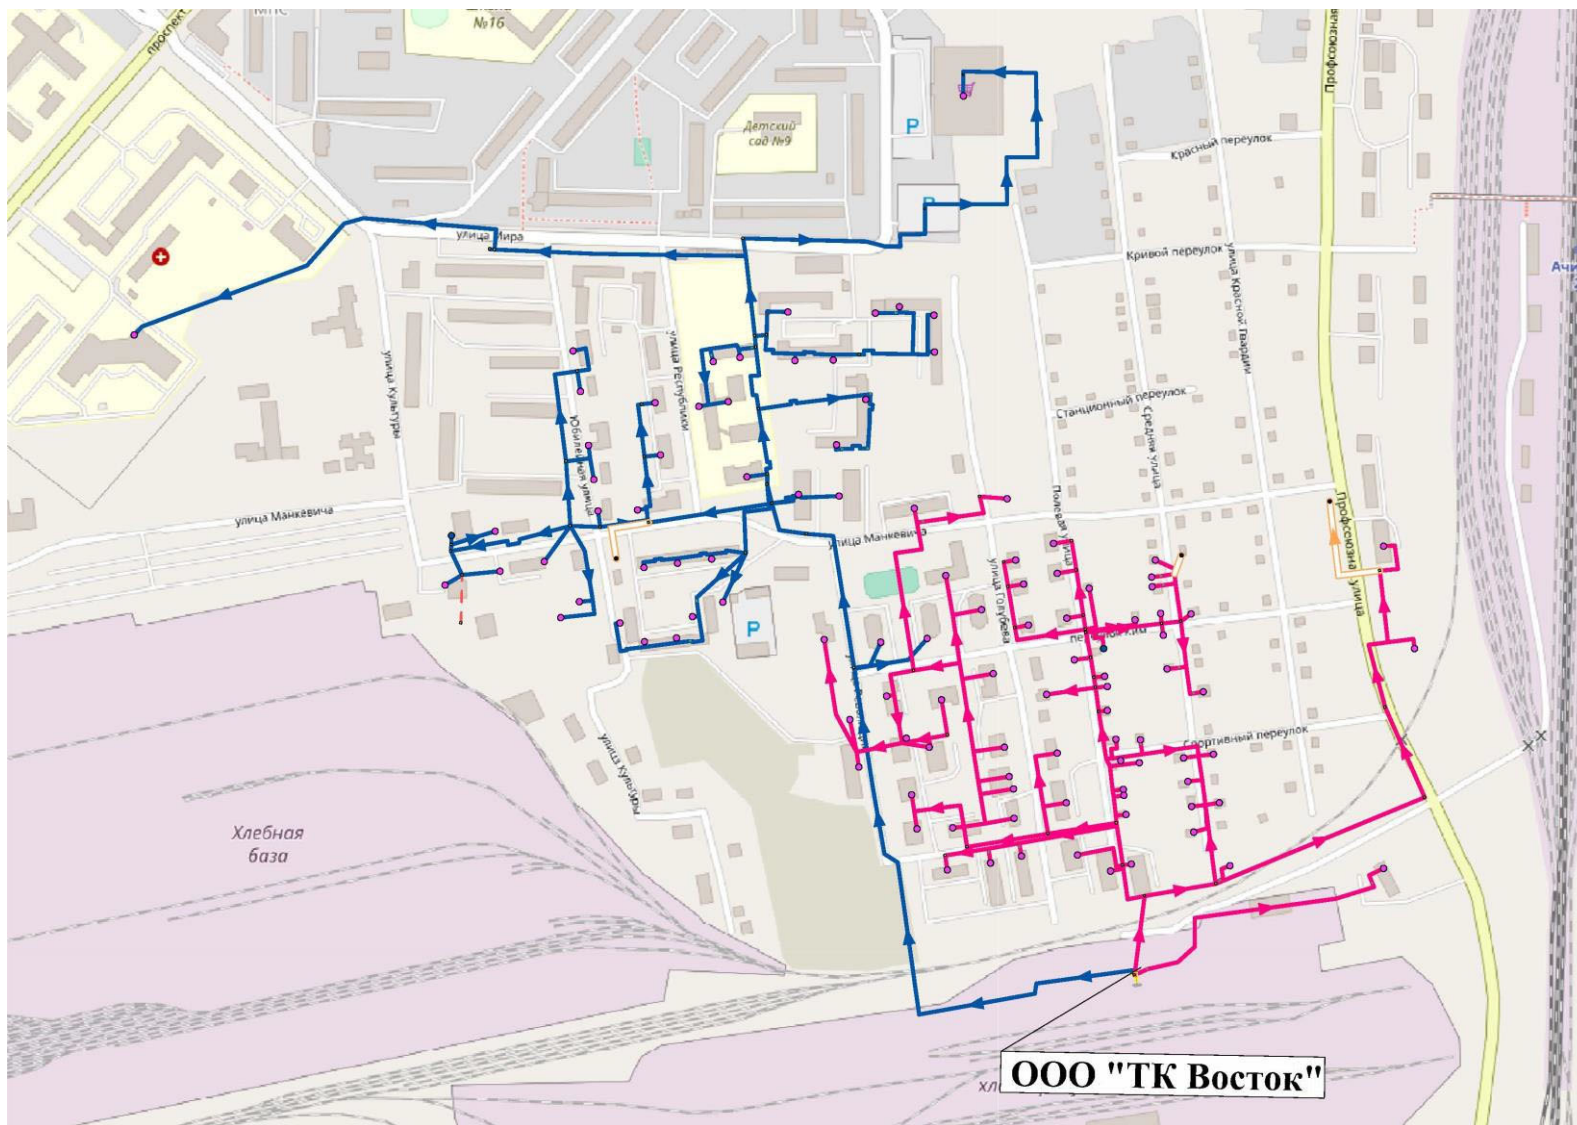 проспект
№16
Детский
сад №9
P
P
Профсоюзная
Красный переулок
улица Мира
Кривой переулок
улица Красной Гвардии
Ачи
улица Культуры
улица Республики
Юбилейная улица
Станционный переулок
Средняя улица
Полевая улица
улица Манкевича
улица Манкевича
улица Голубева
Профсоюзная улица
P
Спортивный переулок
улица Культуры
Хлебная
база
ООО "ТК Восток"